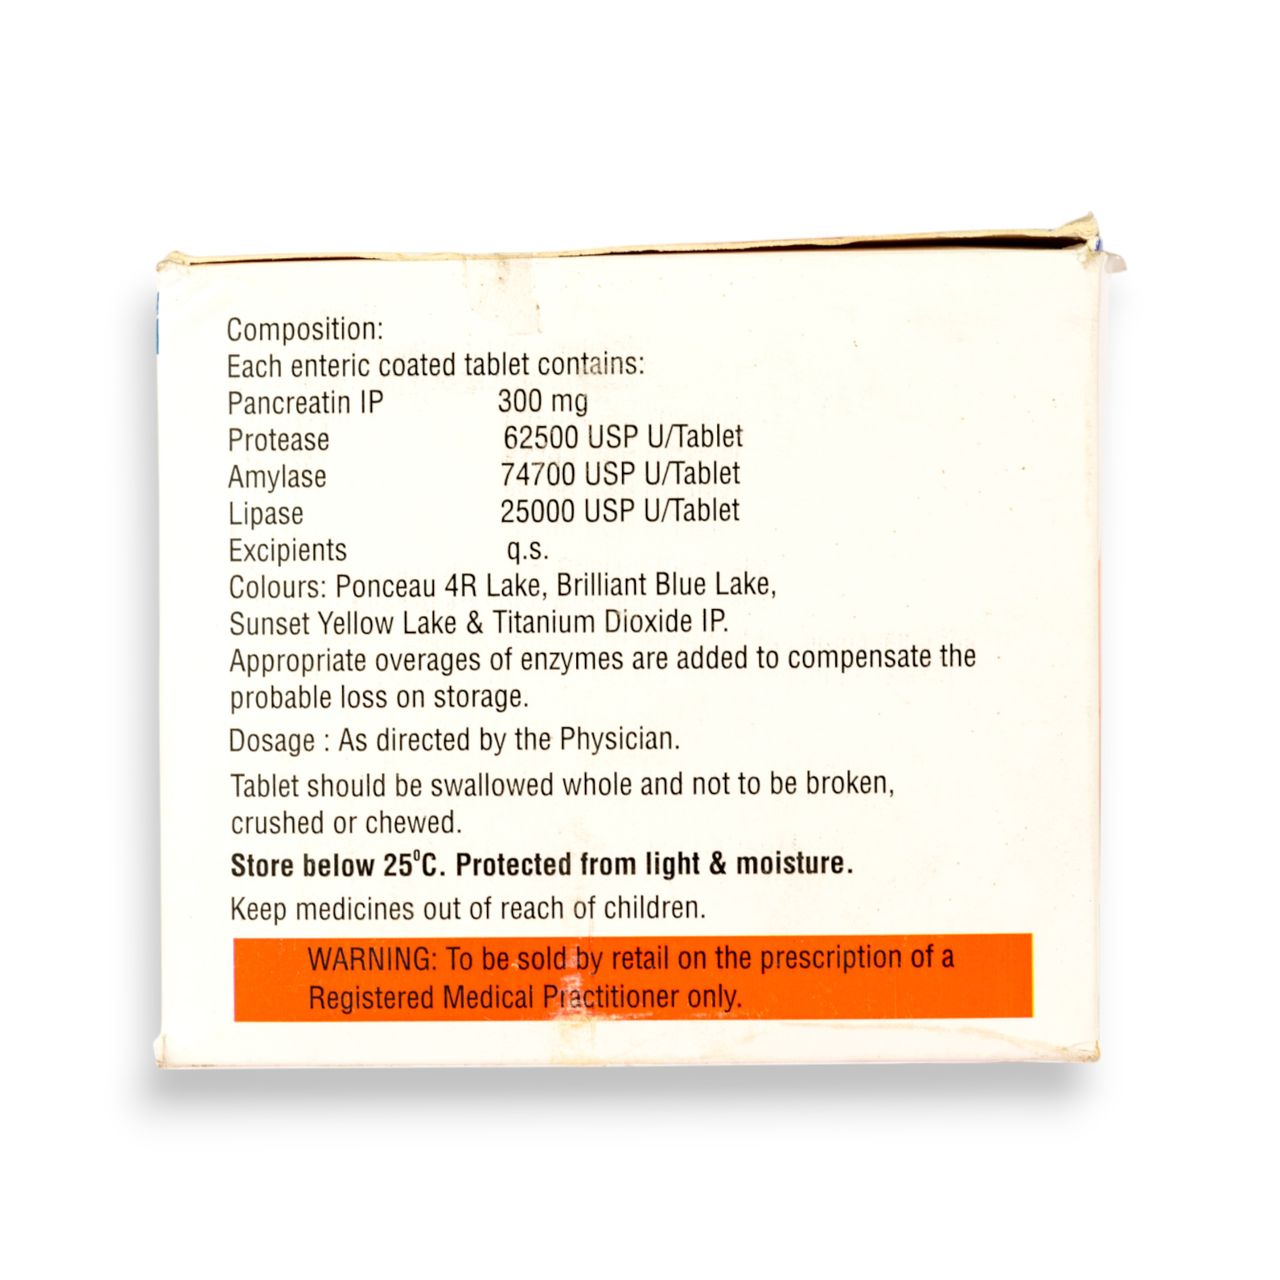 Composition:
Each enteric coated tablet contains:
Pancreatin IP 300 mg
Protease 62500 USP U/Tablet
Amylase 74700 USP U/Tablet
Lipase 25000 USP U/Tablet
Excipients q.s.
Colours: Ponceau 4R Lake, Brilliant Blue Lake,
Sunset Yellow Lake & Titanium Dioxide IP.
Appropriate overages of enzymes are added to compensate the
probable loss on storage.
Dosage : As directed by the Physician.
Tablet should be swallowed whole and not to be broken,
crushed or chewed.
Store below 25⁰C. Protected from light & moisture.
Keep medicines out of reach of children.
WARNING: To be sold by retail on the prescription of a
Registered Medical Practitioner only.